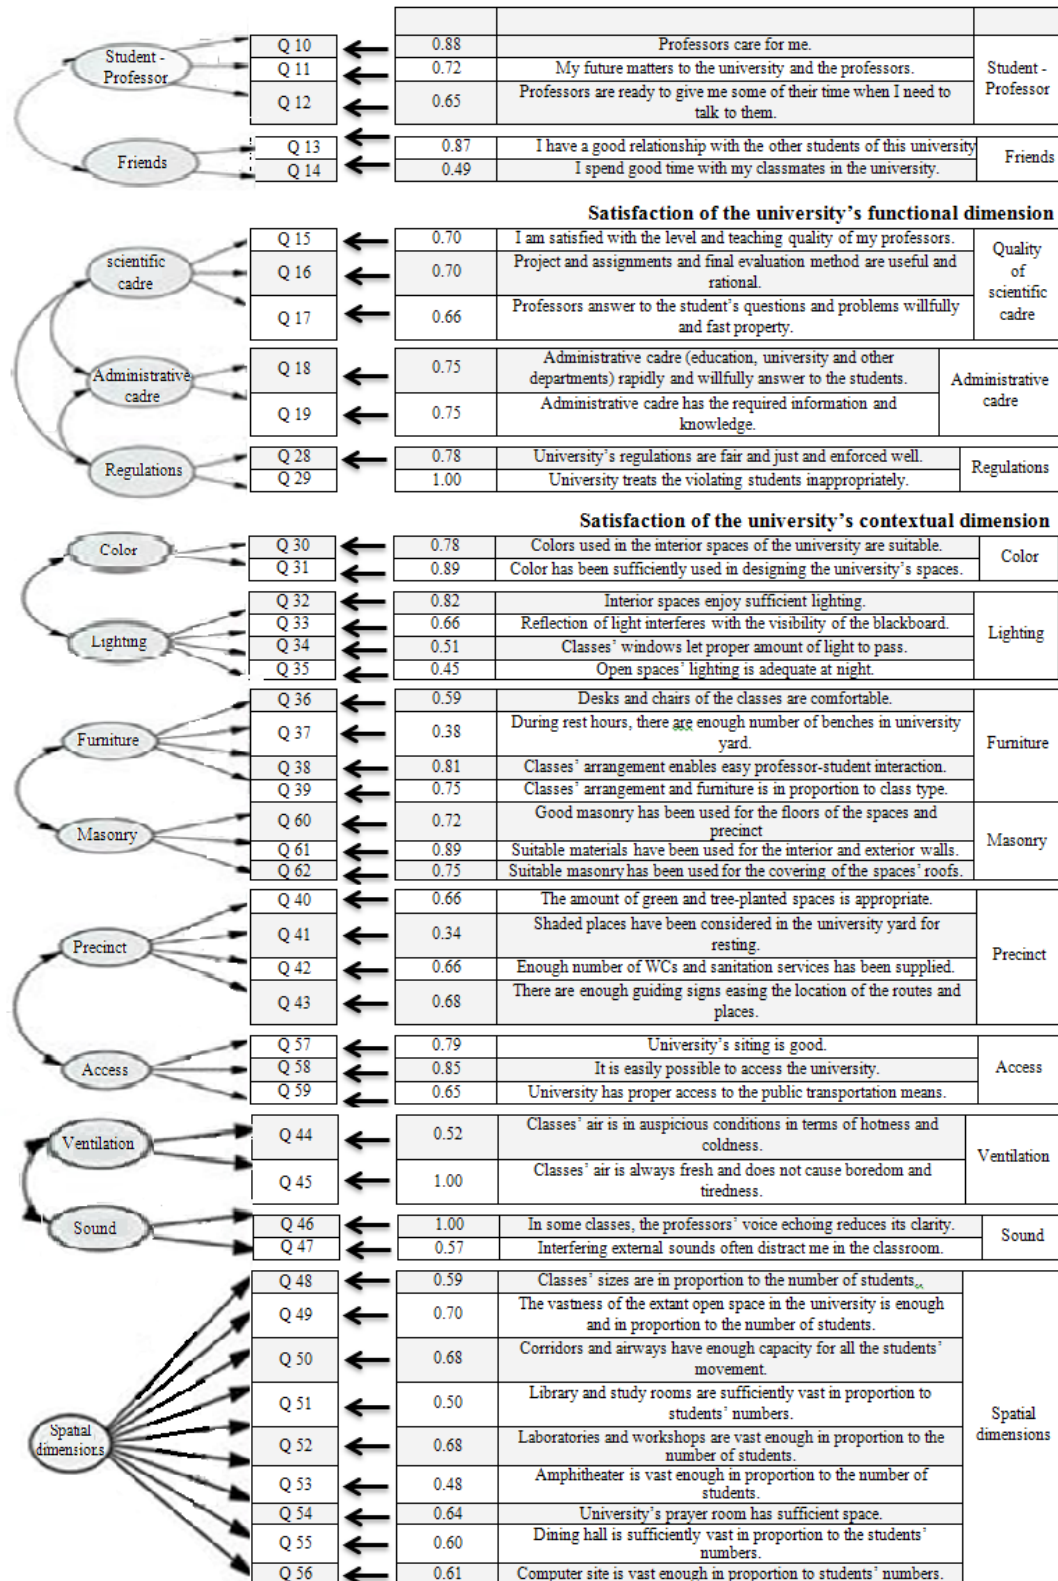 Student -
Professor
Q 10
0.88
Professors care for me.
Q 11
0.72
My future matters to the university and the professors.
Q 12
0.65
Professors are ready to give me some of their time when I need to
talk to them.
Student -
Professor
Friends
Q 13
0.87
I have a good relationship with the other students of this university
Q 14
0.49
I spend good time with my classmates in the university.
Friends
Satisfaction of the university's functional dimension
scientific
cadre
Q 15
0.70
I am satisfied with the level and teaching quality of my professors.
Q 16
0.70
Project and assignments and final evaluation method are useful and
rational.
Q 17
0.66
Professors answer to the student's questions and problems willfully
and fast property.
Quality
of
scientific
cadre
Administrative
cadre
Q 18
0.75
Administrative cadre (education, university and other
departments) rapidly and willfully answer to the students.
Q 19
0.75
Administrative cadre has the required information and
knowledge.
Administrative
cadre
Regulations
Q 28
0.78
University's regulations are fair and just and enforced well.
Q 29
1.00
University treats the violating students inappropriately.
Regulations
Satisfaction of the university's contextual dimension
Color
Q 30
0.78
Colors used in the interior spaces of the university are suitable.
Q 31
0.89
Color has been sufficiently used in designing the university's spaces.
Color
Lighting
Q 32
0.82
Interior spaces enjoy sufficient lighting.
Q 33
0.66
Reflection of light interferes with the visibility of the blackboard.
Q 34
0.51
Classes' windows let proper amount of light to pass.
Q 35
0.45
Open spaces' lighting is adequate at night.
Lighting
Furniture
Q 36
0.59
Desks and chairs of the classes are comfortable.
Q 37
0.38
During rest hours, there are enough number of benches in university
yard.
Q 38
0.81
Classes' arrangement enables easy professor-student interaction.
Q 39
0.75
Classes' arrangement and furniture is in proportion to class type.
Furniture
Masonry
Q 60
0.72
Good masonry has been used for the floors of the spaces and
precinct
Q 61
0.89
Suitable materials have been used for the interior and exterior walls.
Q 62
0.75
Suitable masonry has been used for the covering of the spaces' roofs.
Masonry
Precinct
Q 40
0.66
The amount of green and tree-planted spaces is appropriate.
Q 41
0.34
Shaded places have been considered in the university yard for
resting.
Q 42
0.66
Enough number of WCs and sanitation services has been supplied.
Q 43
0.68
There are enough guiding signs easing the location of the routes and
places.
Precinct
Access
Q 57
0.79
University's siting is good.
Q 58
0.85
It is easily possible to access the university.
Q 59
0.65
University has proper access to the public transportation means.
Access
Ventilation
Q 44
0.52
Classes' air is in auspicious conditions in terms of hotness and
coldness.
Q 45
1.00
Classes' air is always fresh and does not cause boredom and
tiredness.
Ventilation
Sound
Q 46
1.00
In some classes, the professors' voice echoing reduces its clarity.
Q 47
0.57
Interfering external sounds often distract me in the classroom.
Sound
Spatial
dimensions
Q 48
0.59
Classes' sizes are in proportion to the number of students.
Q 49
0.70
The vastness of the extant open space in the university is enough
and in proportion to the number of students.
Q 50
0.68
Corridors and airways have enough capacity for all the students'
movement.
Q 51
0.50
Library and study rooms are sufficiently vast in proportion to
students' numbers.
Q 52
0.68
Laboratories and workshops are vast enough in proportion to the
number of students.
Q 53
0.48
Amphitheater is vast enough in proportion to the number of
students.
Q 54
0.64
University's prayer room has sufficient space.
Q 55
0.60
Dining hall is sufficiently vast in proportion to the students'
numbers.
Q 56
0.61
Computer site is vast enough in proportion to students' numbers.
Spatial
dimensions